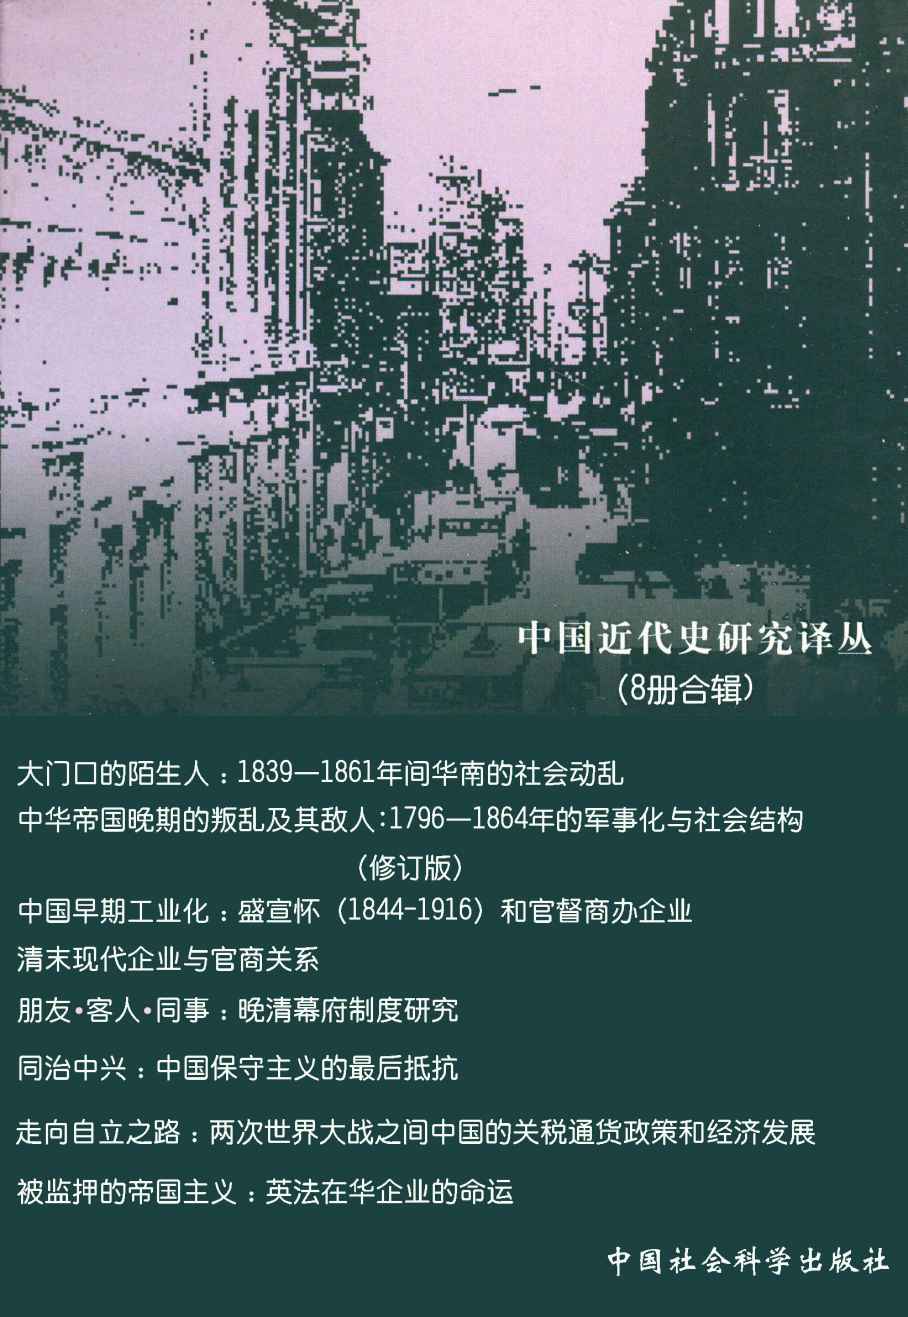 中国近代史研究译丛
（8册合辑）
大门口的陌生人：1839—1861年间华南的社会动乱
中华帝国晚期的叛乱及其敌人:1796—1864年的军事化与社会结构
（修订版）
中国早期工业化：盛宣怀（1844-1916）和官督商办企业
清末现代企业与官商关系
朋友·客人·同事：晚清幕府制度研究
同治中兴：中国保守主义的最后抵抗
走向自立之路：两次世界大战之间中国的关税通货政策和经济发展
被监押的帝国主义：英法在华企业的命运
中国社会科学出版社